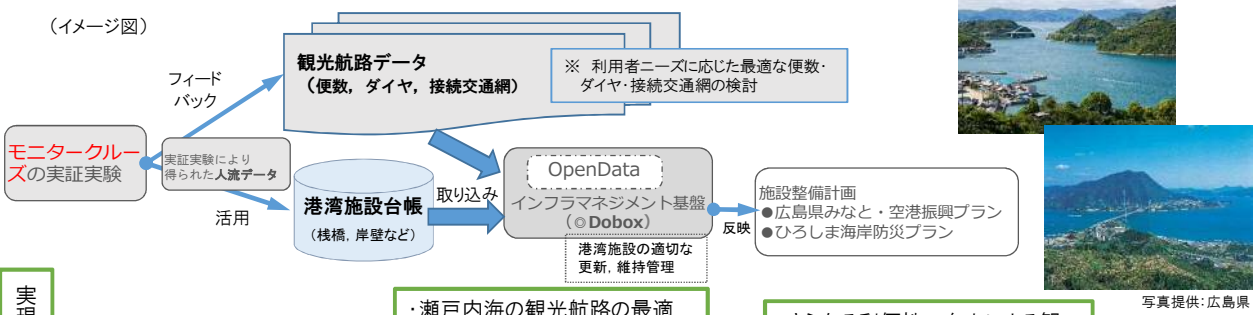 （イメージ図）
フィード
バック
観光航路データ
（便数，ダイヤ，接続交通網）
※ 利用者ニーズに応じた最適な便数・
ダイヤ・接続交通網の検討
モニタークルー
ズの実証実験
実証実験により
得られた人流データ
活用
港湾施設台帳
（桟橋，岸壁など）
取り込み
OpenData
インフラマネジメント基盤
（◎Dobox）
港湾施設の適切な
更新，維持管理
反映
施設整備計画
●広島県みなと・空港振興プラン
●ひろしま海岸防災プラン
写真提供：広島県
実
・瀬戸内海の観光航路の最適